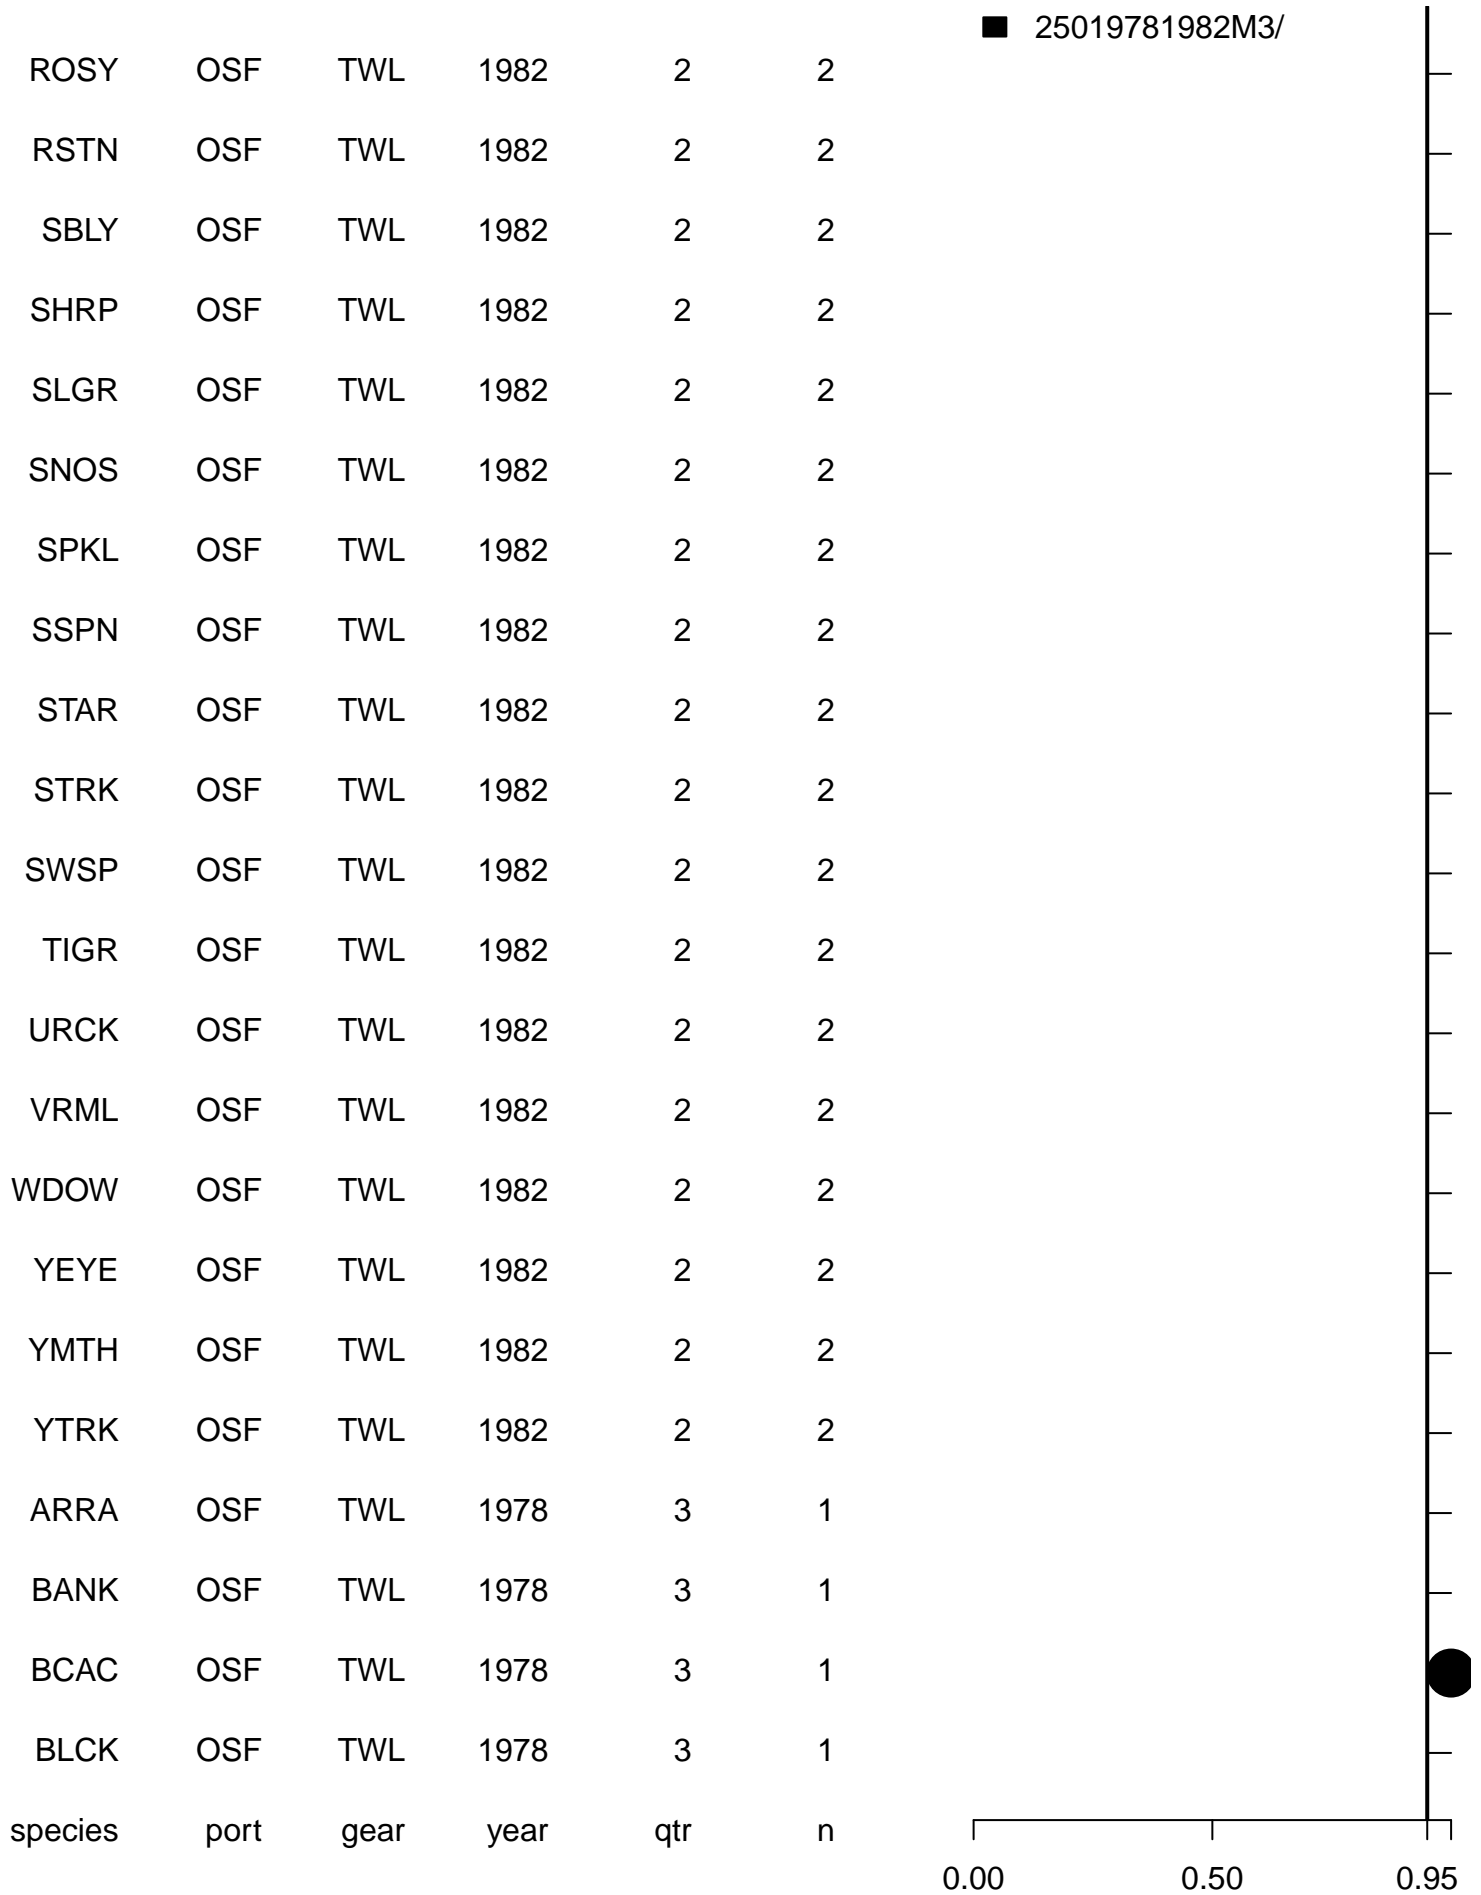 25019781982M3/
ROSY OSF TWL 1982 2 2
RSTN OSF TWL 1982 2 2
SBLY OSF TWL 1982 2 2
SHRP OSF TWL 1982 2 2
SLGR OSF TWL 1982 2 2
SNOS OSF TWL 1982 2 2
SPKL OSF TWL 1982 2 2
SSPN OSF TWL 1982 2 2
STAR OSF TWL 1982 2 2
STRK OSF TWL 1982 2 2
SWSP OSF TWL 1982 2 2
TIGR OSF TWL 1982 2 2
URCK OSF TWL 1982 2 2
VRML OSF TWL 1982 2 2
WDOW OSF TWL 1982 2 2
YEYE OSF TWL 1982 2 2
YMTH OSF TWL 1982 2 2
YTRK OSF TWL 1982 2 2
ARRA OSF TWL 1978 3 1
BANK OSF TWL 1978 3 1
BCAC OSF TWL 1978 3 1
BLCK OSF TWL 1978 3 1
species port gear year qtr n
0.00 0.50 0.95